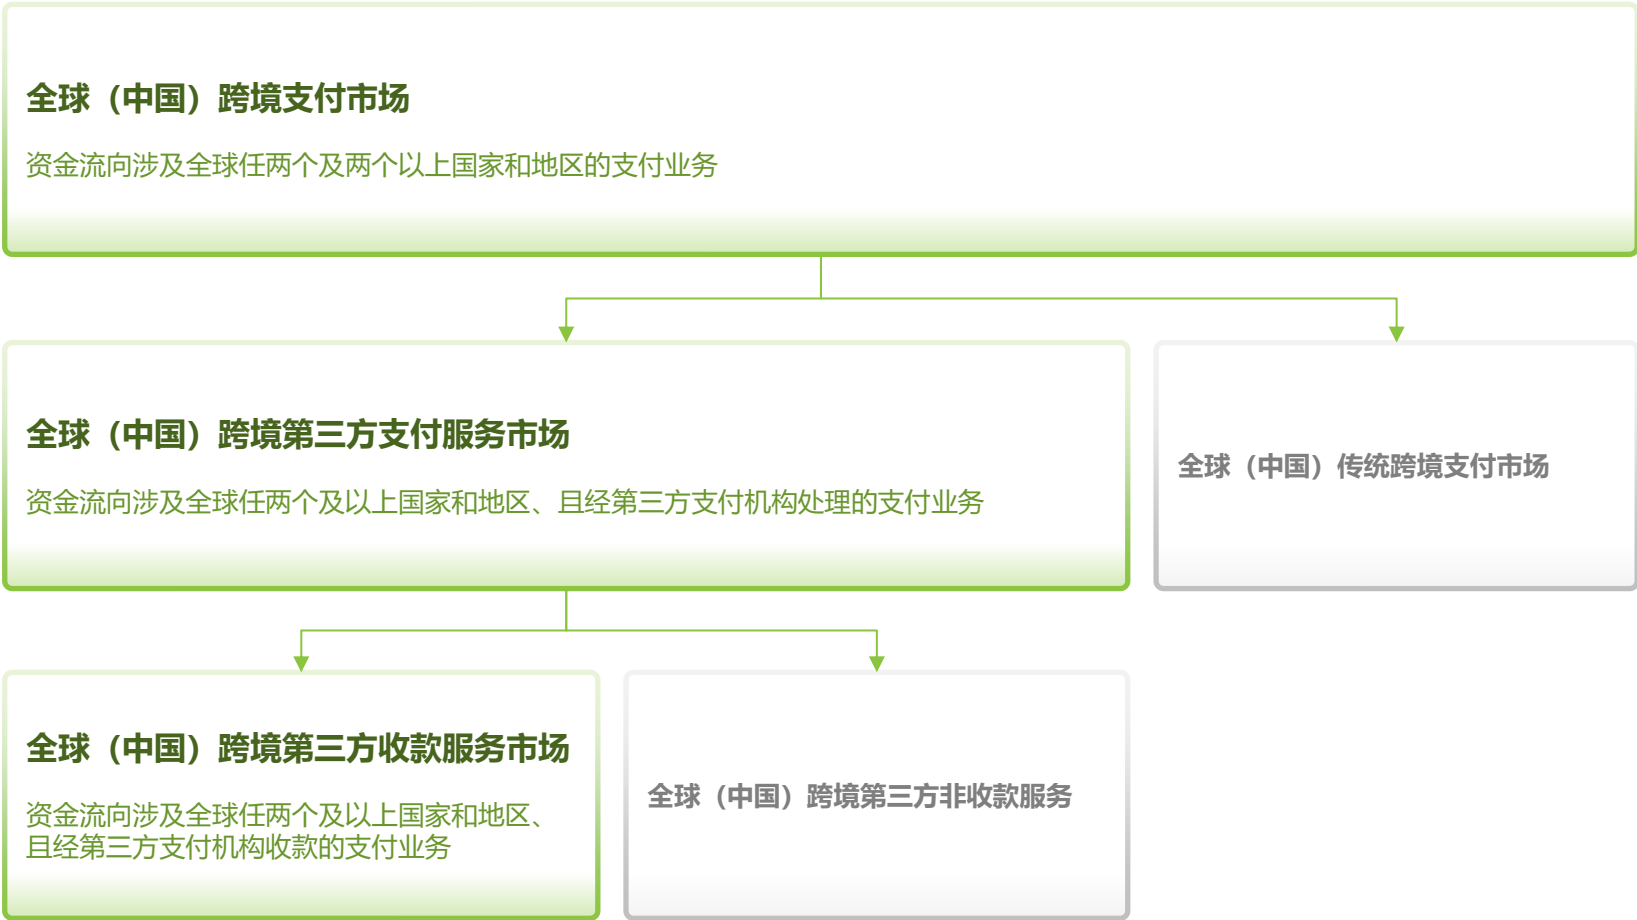 全球（中国）跨境支付市场
资金流向涉及全球任两个及两个以上国家和地区的支付业务
全球（中国）跨境第三方支付服务市场
资金流向涉及全球任两个及以上国家和地区、且经第三方支付机构处理的支付业务
全球（中国）传统跨境支付市场
全球（中国）跨境第三方收款服务市场
资金流向涉及全球任两个及以上国家和地区、
且经第三方支付机构收款的支付业务
全球（中国）跨境第三方非收款服务